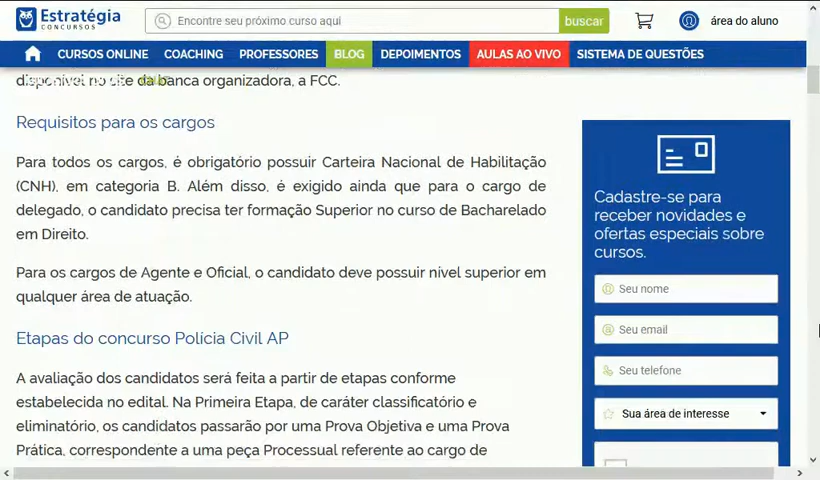 Estratégia
CONCURSOS
Encontre seu próximo curso aqui
buscar
área do aluno
CURSOS ONLINE
COACHING
PROFESSORES
BLOG
DEPOIMENTOS
AULAS AO VIVO
SISTEMA DE QUESTÕES
da banca organizadora, a FCC.
Requisitos para os cargos
Para todos os cargos, é obrigatório possuir Carteira Nacional de Habilitação
(CNH), em categoria B. Além disso, é exigido ainda que para o cargo de
delegado, o candidato precisa ter formação Superior no curso de Bacharelado
em Direito.
Para os cargos de Agente e Oficial, o candidato deve possuir nível superior em
qualquer área de atuação.
Etapas do concurso Polícia Civil AP
A avaliação dos candidatos será feita a partir de etapas conforme
estabelecida no edital. Na Primeira Etapa, de caráter classificatório e
eliminatório, os candidatos passarão por uma Prova Objetiva e uma Prova
Prática, correspondente a uma peça Processual referente ao cargo de
Cadastre-se para
receber novidades e
ofertas especiais sobre
cursos.
Seu nome
Seu email
Seu telefone
Sua área de interesse